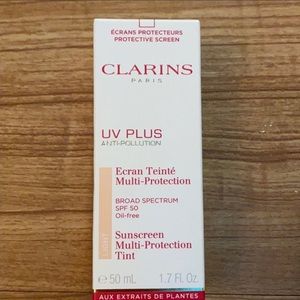 ÉCRANS PROTECTEURS
PROTECTIVE SCREEN
CLARINS
PARIS
UV PLUS
ANTI-POLLUTION
Ecran Teinté
Multi-Protection
BROAD SPECTRUM
SPF 50
Oil-free
LIGHT
Sunscreen
Multi-Protection
Tint
e 50 mL 1.7 Fl. Oz.
AUX EXTRAITS DE PLANTES